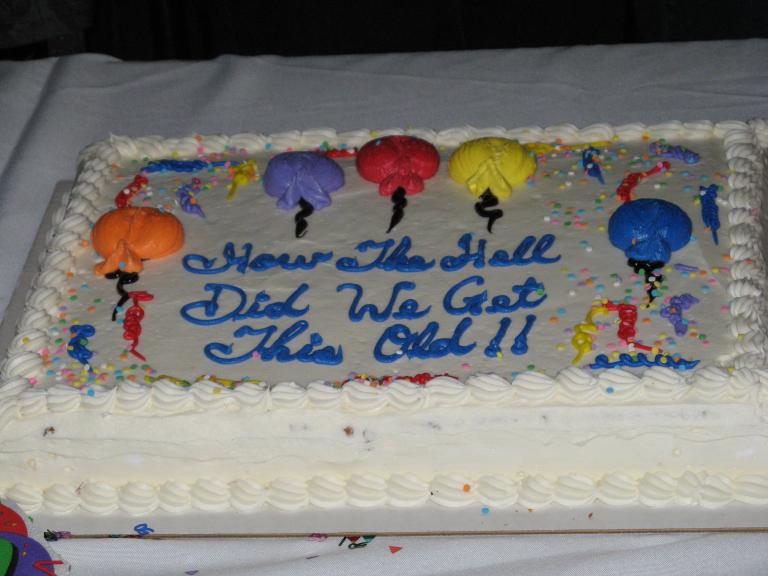 How The Hell
Did We Get
This Old !!